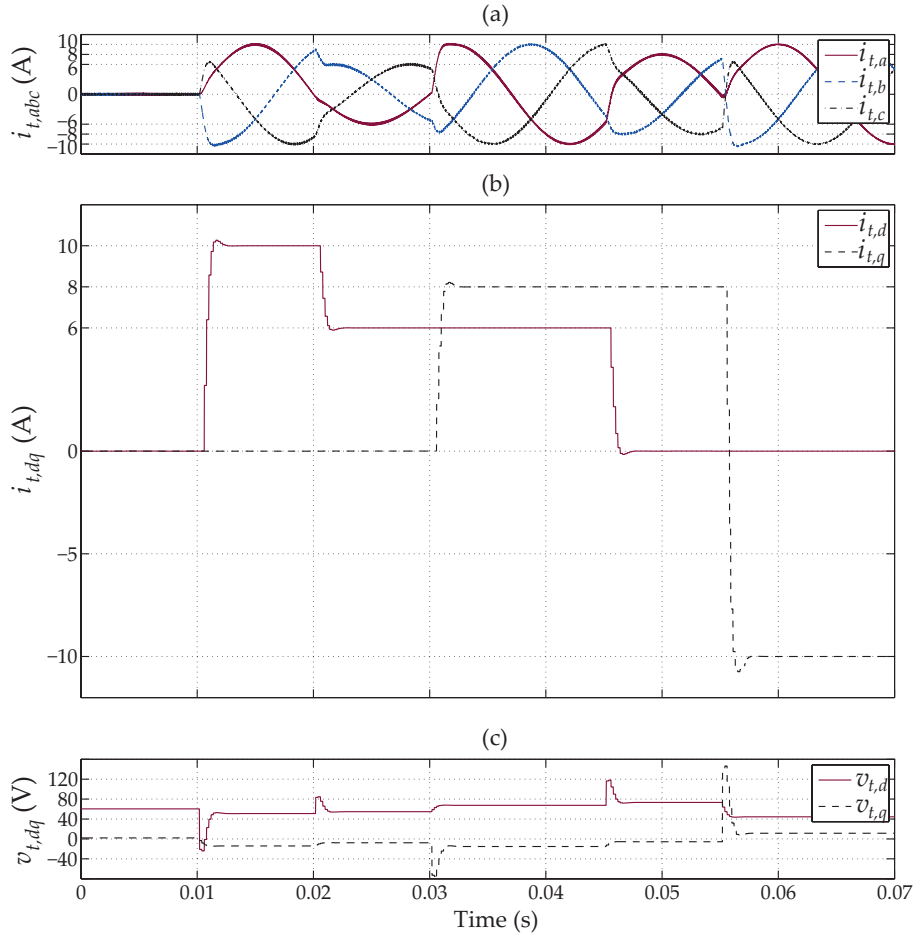 (a)
i_{t,abc} (A)
10
6
0
−6
−8
−10
i_{t,a}
i_{t,b}
i_{t,c}
(b)
i_{t,dq} (A)
10
8
6
0
−5
−10
i_{t,d}
i_{t,q}
(c)
v_{t,dq} (V)
120
80
40
0
−40
v_{t,d}
v_{t,q}
0 0.01 0.02 0.03 0.04 0.05 0.06 0.07
Time (s)